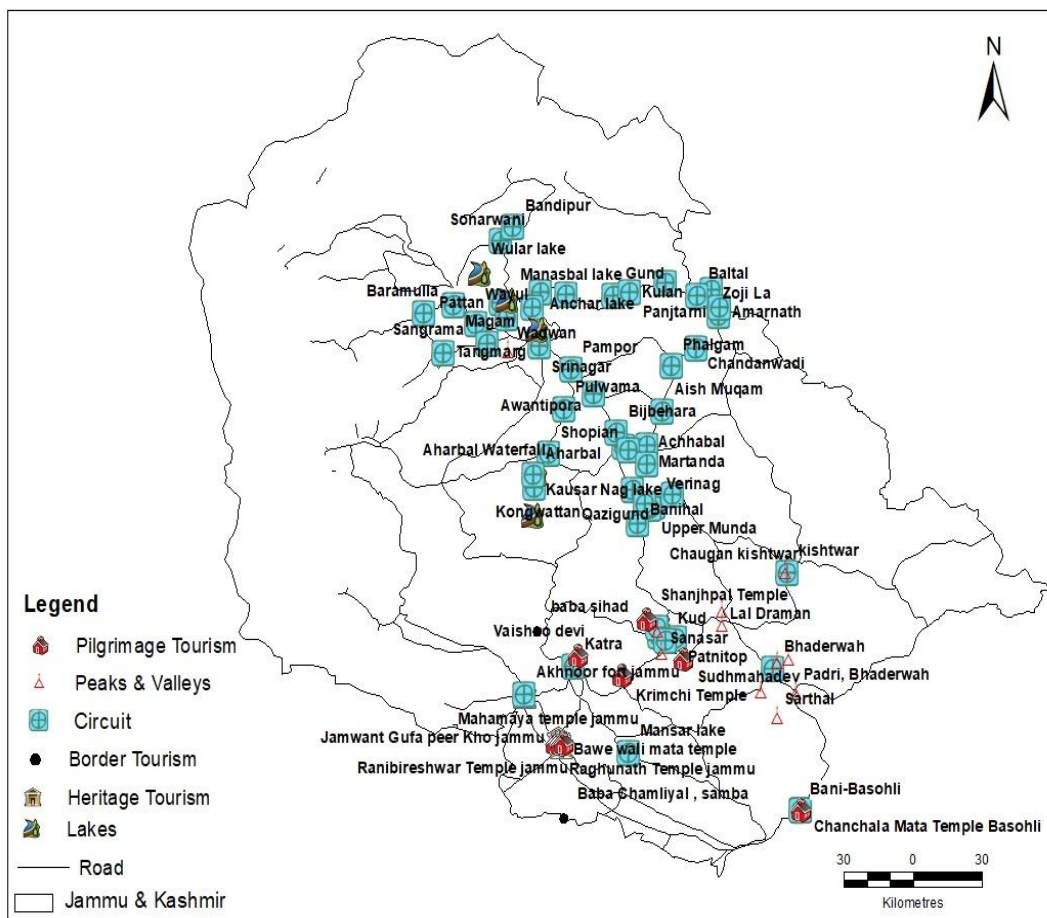 N
Bandipur
Sonarwani
Wular lake
Manasbal lake
Gund
Baltal
Baramulla
Pattan
Wayul
Anchar lake
Kulan
Zoji La
Panjtarni
Amarnath
Sangrama
Magam
Wadwan
Tangmarg
Pampor
Phalgam
Srinagar
Chandanwadi
Pulwama
Aish Muqam
Awantipora
Bijbehara
Shopian
Achhabal
Aharbal Waterfall
Aharbal
Martanda
Kausar Nag lake
Verinag
Kongwattan
Qazigund
Banihal
Upper Munda
Chaugan kishtwar
kishtwar
Shanjhpal Temple
baba sihad
Kud
Lal Draman
Vaishno devi
Katra
Sanasar
Bhaderwah
Patnitop
Akhnoor fort jammu
Sudhmahadev
Padri, Bhaderwah
Krimchi Temple
Sarthal
Mahamaya temple jammu
Mansar lake
Jamwant Gufa peer Kho jammu
Bawe wali mata temple
Ranibireshwar Temple jammu
Raghunath Temple jammu
Baba Chamliyal , samba
Bani-Basohli
Chanchala Mata Temple Basohli
Legend
Pilgrimage Tourism
Peaks & Valleys
Circuit
Border Tourism
Heritage Tourism
Lakes
Road
Jammu & Kashmir
30 0 30
Kilometres